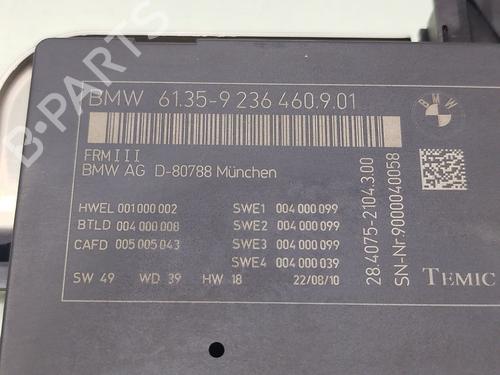 BMW 61.35-9 236 460.9.01
BMW
FRMIII
BMW AG D-80788 München
HWEL 001 000 002
BTLD 004 000 008
CAFD 005 005 043
SWE1 004 000 099
SWE2 004 000 099
SWE3 004 000 099
SWE4 004 000 039
SW 49 WD 39 HW 18 22/08/10
28.4075-2104.3.00
SN-Nr.9000040058
TEMIC
B-PARTS